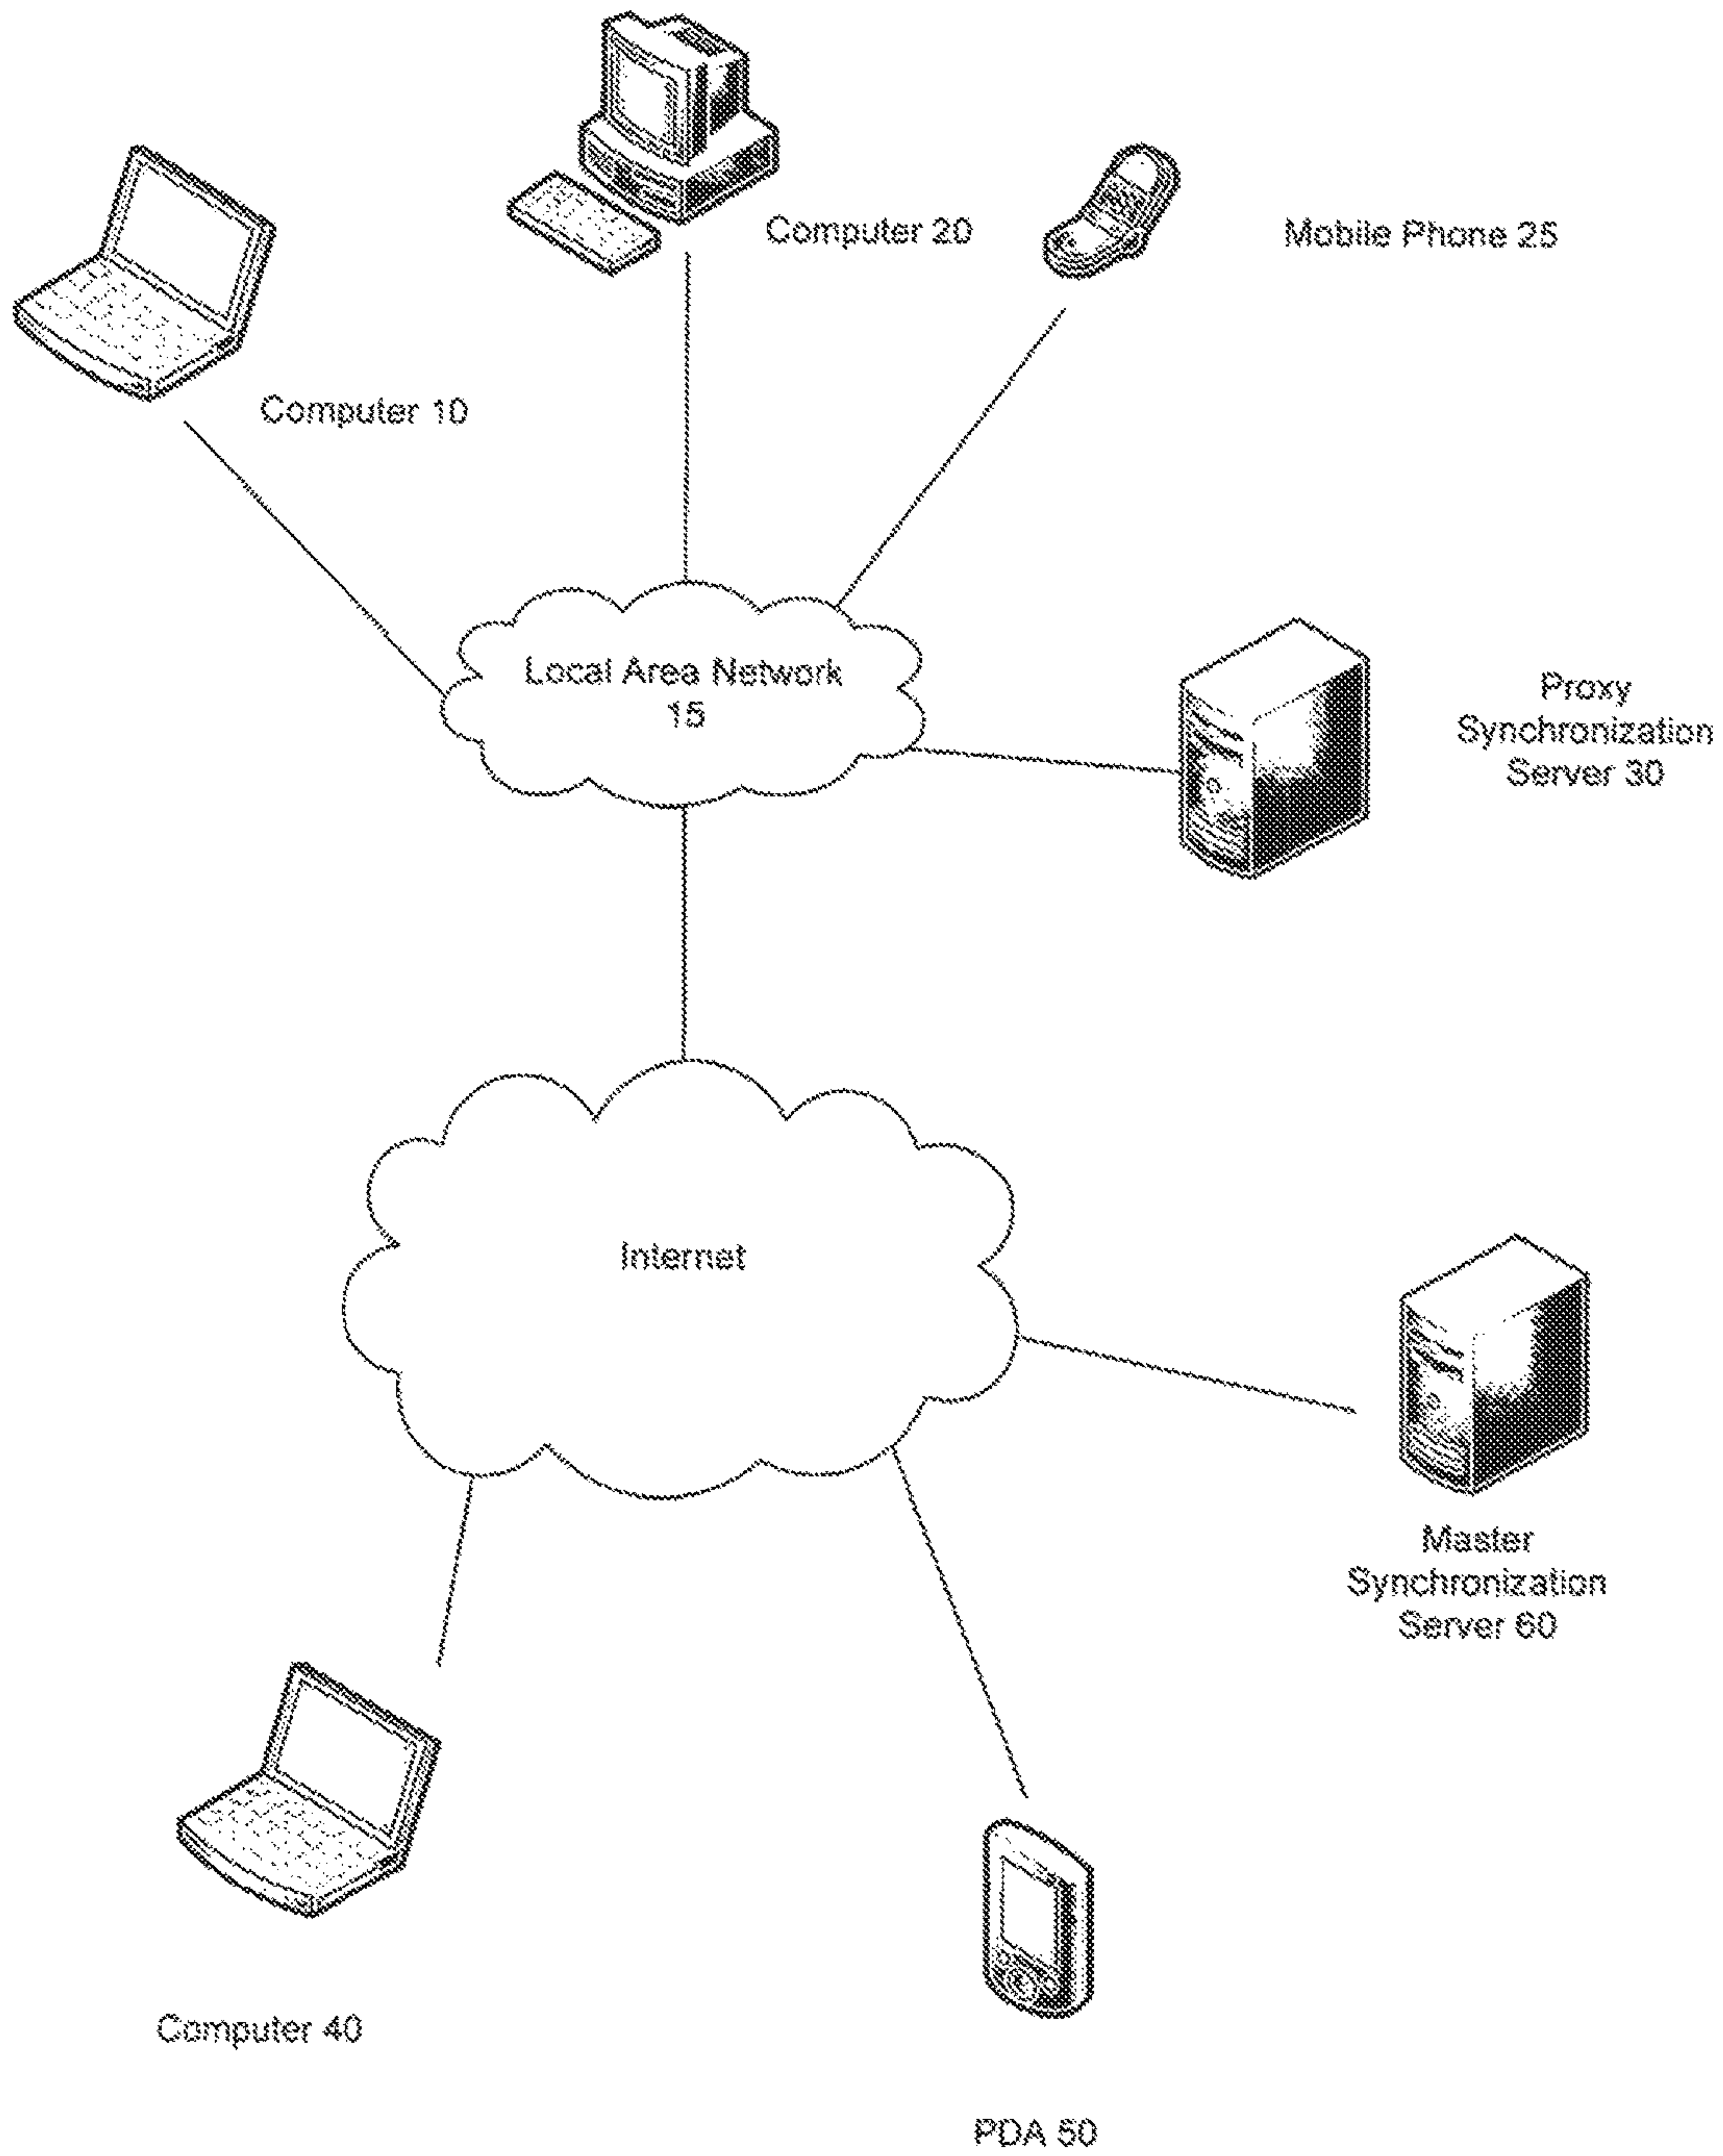 Computer 20
Mobile Phone 25
Computer 10
Local Area Network
15
Proxy
Synchronization
Server 30
Internet
Master
Synchronization
Server 60
Computer 40
PDA 50